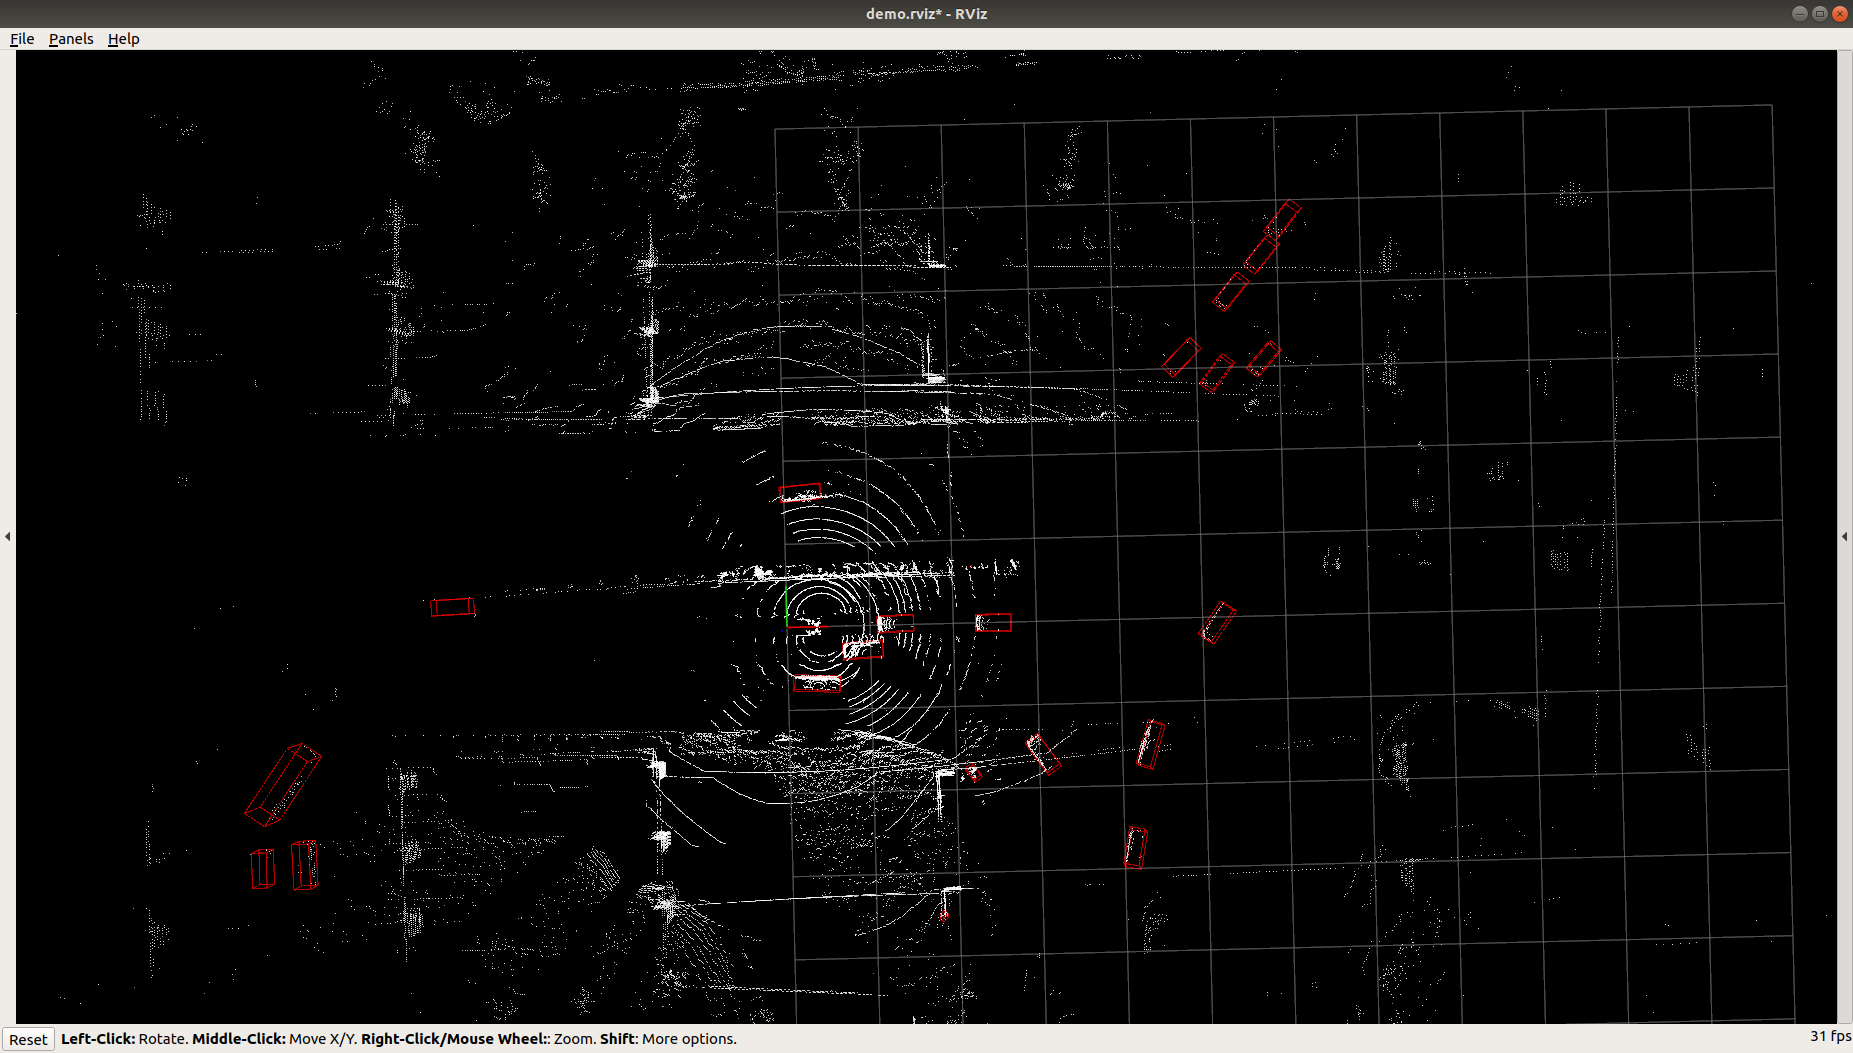 demo.rviz* - RViz
File Panels Help
Reset Left-Click: Rotate. Middle-Click: Move X/Y. Right-Click/Mouse Wheel:: Zoom. Shift: More options. 31 fps